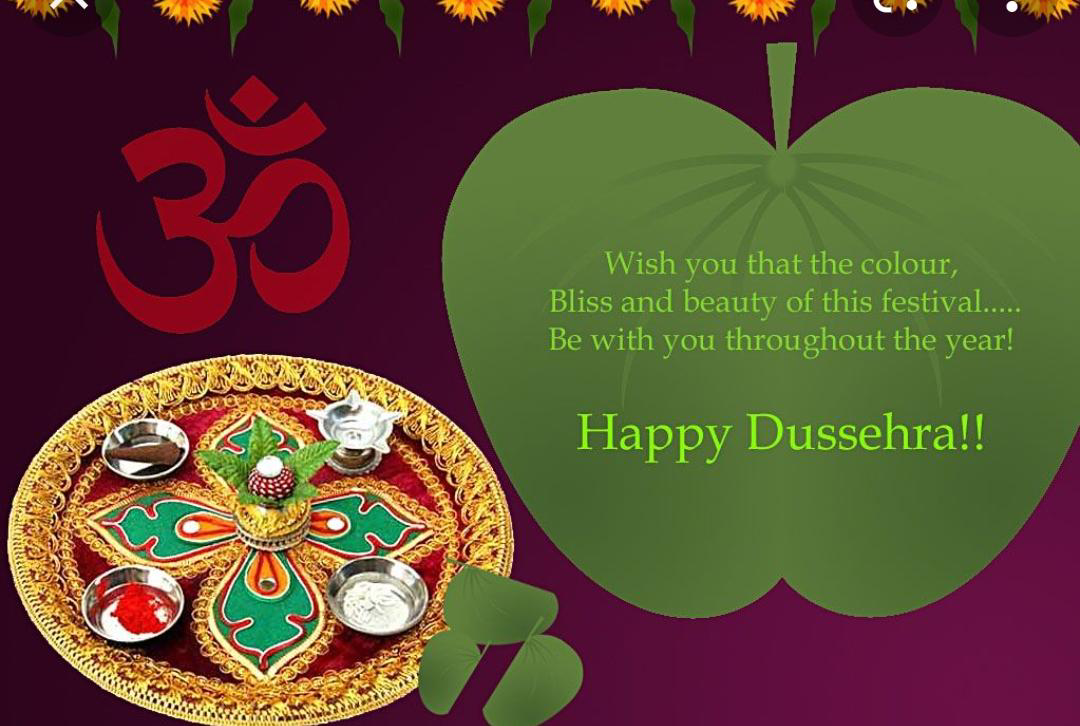 ॐ
Wish you that the colour,
Bliss and beauty of this festival.....
Be with you throughout the year!
Happy Dussehra!!